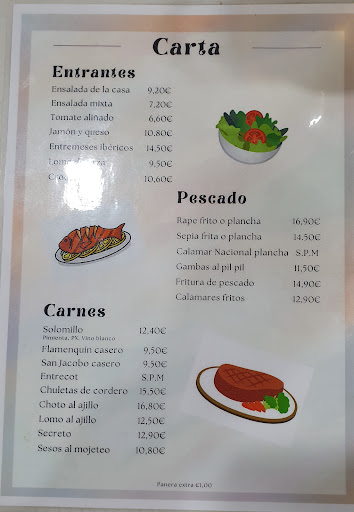 Carta
Entrantes
Ensalada de la casa 9,20€
Ensalada mixta 7,20€
Tomate aliñado 6,60€
Jamón y queso 10,80€
Entremeses ibéricos 14,50€
Lomo 9,50€
10,60€
Pescado
Rape frito o plancha 16,90€
Sepia frita o plancha 14,50€
Calamar Nacional plancha S.P.M
Gambas al pil pil 11,50€
Fritura de pescado 14,90€
Calamares fritos 12,90€
Carnes
Solomillo 12,40€
Pimienta, PX, Vino blanco
Flamenquín casero 9,50€
San Jacobo casero 9,50€
Entrecot S.P.M
Chuletas de cordero 15,50€
Choto al ajillo 16,80€
Lomo al ajillo 12,50€
Secreto 12,90€
Sesos al mojeteo 10,80€
Panera extra €1,00